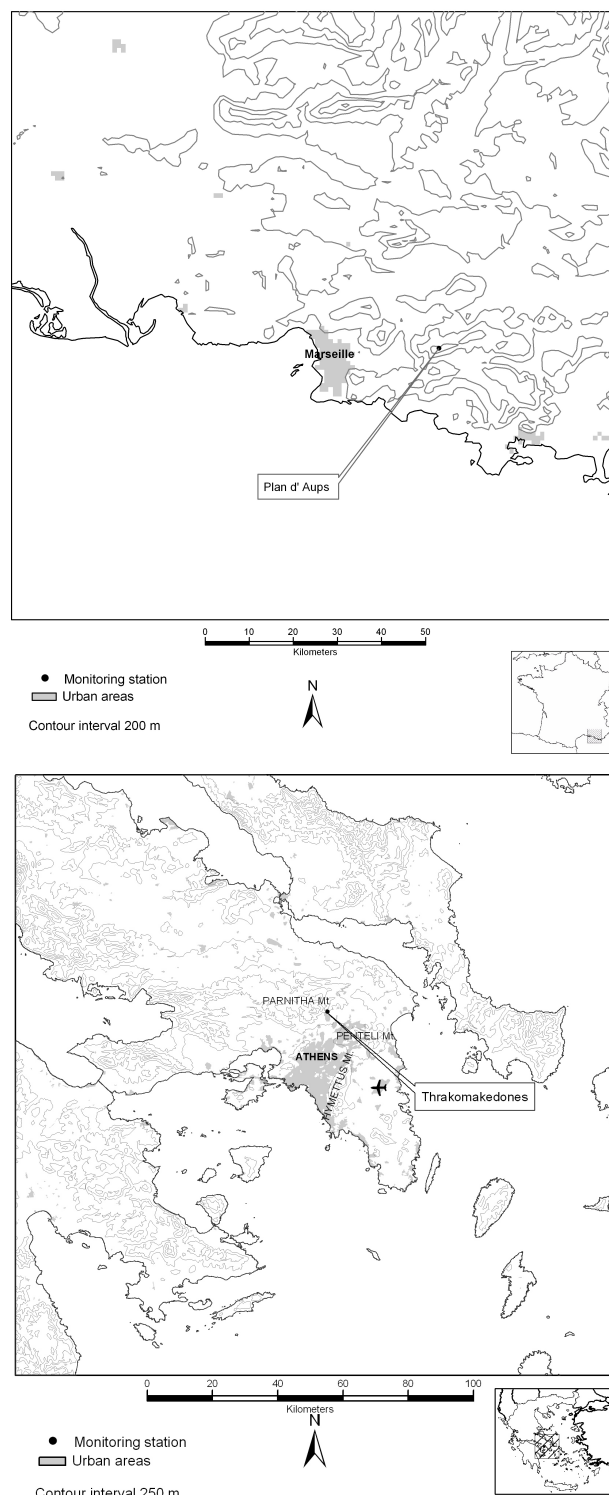 Marseille
Plan d' Aups
0 10 20 30 40 50
Kilometers
N
Monitoring station
Urban areas
Contour interval 200 m
PARNITHA Mt.
PENTELI Mt.
ATHENS
HYMETTUS Mt.
Thrakomakedones
0 20 40 60 80 100
Kilometers
N
Monitoring station
Urban areas
Contour interval 250 m